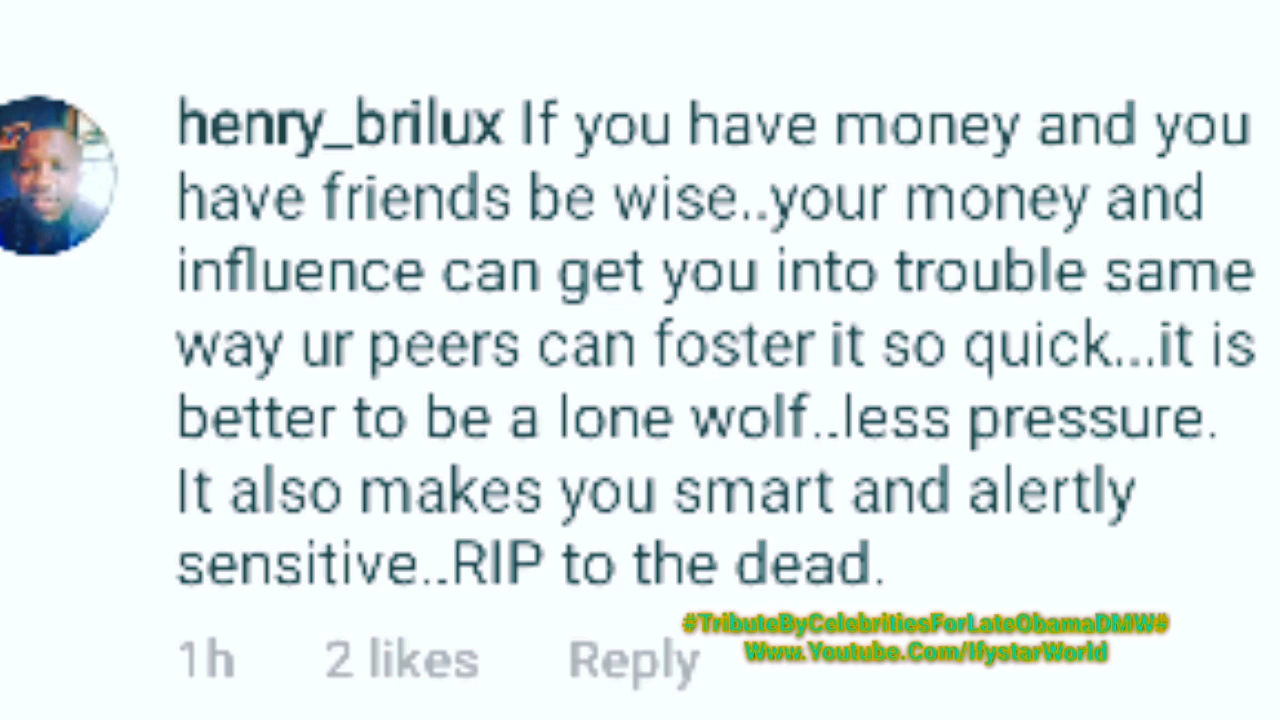 henry_brilux If you have money and you
have friends be wise..your money and
influence can get you into trouble same
way ur peers can foster it so quick...it is
better to be a lone wolf..less pressure.
It also makes you smart and alertly
sensitive..RIP to the dead.
1h 2 likes Reply
#TributeByCelebritiesForLateObamaDMW#
Www.Youtube.Com/IfystarWorld